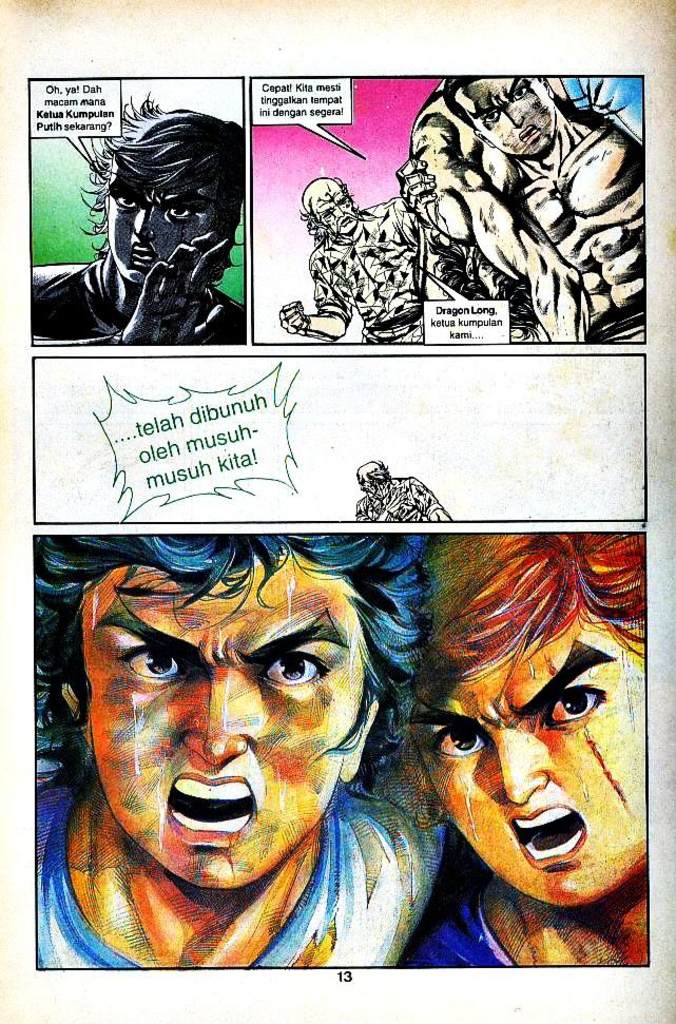 Oh, ya! Dah
macam mana
Ketua Kumpulan
Putih sekarang?
Cepat! Kita mesti
tinggalkan tempat
ini dengan segera!
Dragon Long,
ketua kumpulan
kami....
....telah dibunuh
oleh musuh-
musuh kita!
13